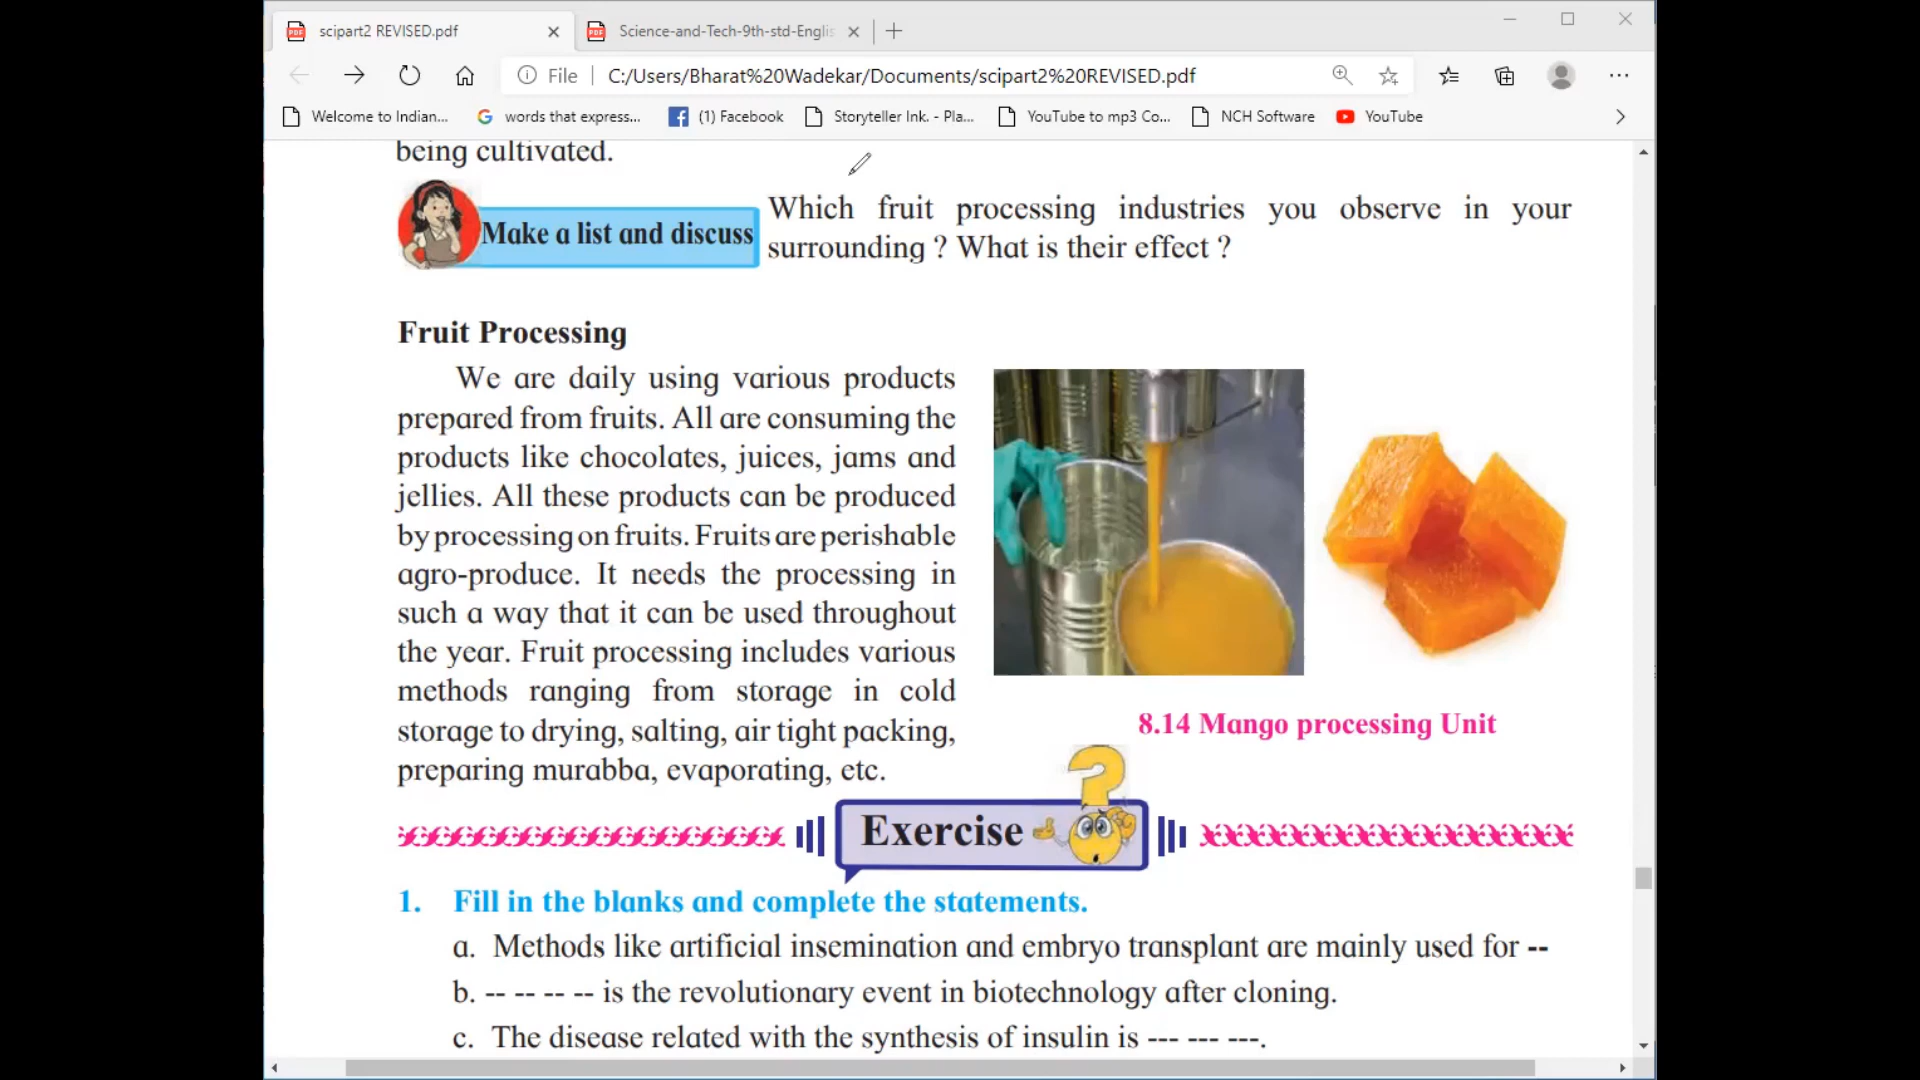 scipart2 REVISED.pdf
Science-and-Tech-9th-std-Englis
File
C:/Users/Bharat%20Wadekar/Documents/scipart2%20REVISED.pdf
Welcome to Indian...
words that express...
(1) Facebook
Storyteller Ink. - Pla...
YouTube to mp3 Co...
NCH Software
YouTube
being cultivated.
Make a list and discuss
Which fruit processing industries you observe in your
surrounding ? What is their effect ?
Fruit Processing
We are daily using various products
prepared from fruits. All are consuming the
products like chocolates, juices, jams and
jellies. All these products can be produced
by processing on fruits. Fruits are perishable
agro-produce. It needs the processing in
such a way that it can be used throughout
the year. Fruit processing includes various
methods ranging from storage in cold
storage to drying, salting, air tight packing,
preparing murabba, evaporating, etc.
8.14 Mango processing Unit
Exercise
1. Fill in the blanks and complete the statements.
a. Methods like artificial insemination and embryo transplant are mainly used for --
b. -- -- -- -- is the revolutionary event in biotechnology after cloning.
c. The disease related with the synthesis of insulin is --- --- ---.